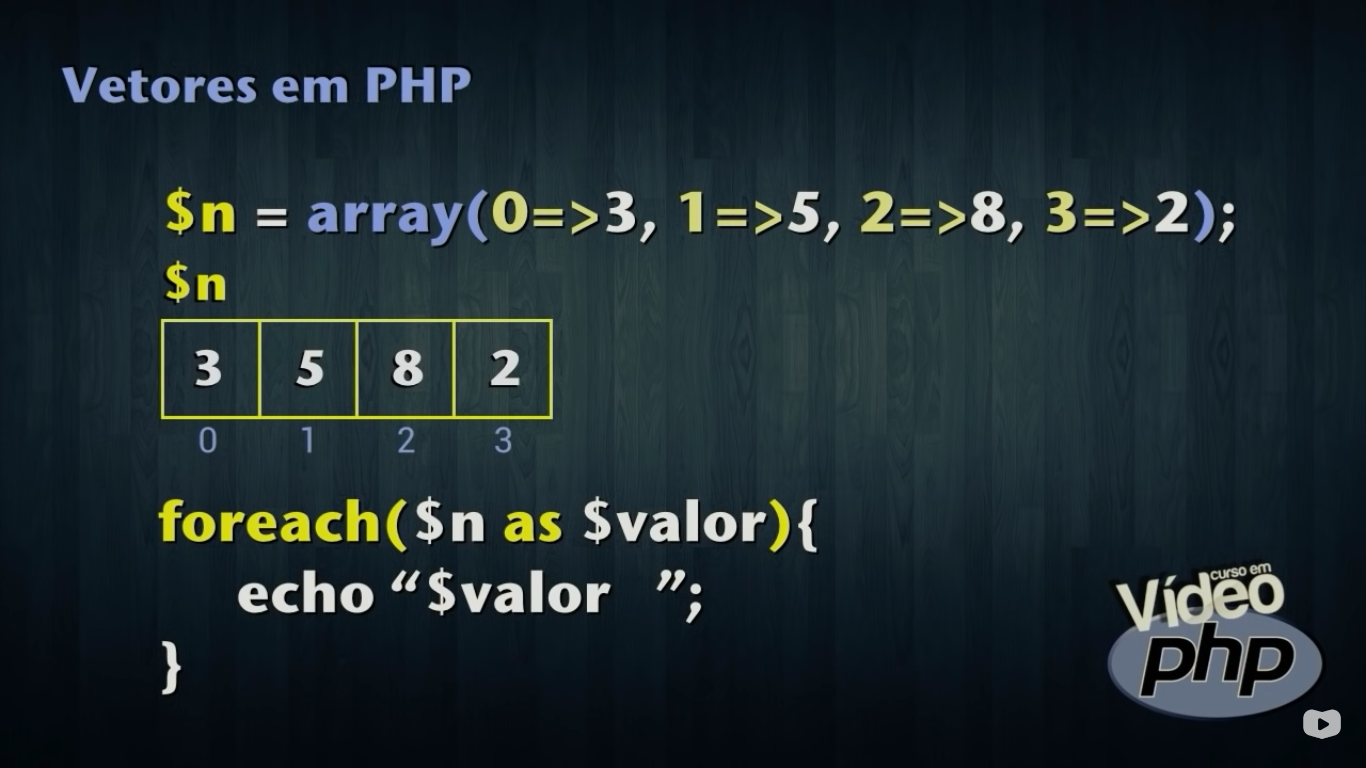 Vetores em PHP
$n = array(0=>3, 1=>5, 2=>8, 3=>2);
$n
3 5 8 2
0 1 2 3
foreach($n as $valor){
echo “$valor ”;
}
curso em
Vídeo
php